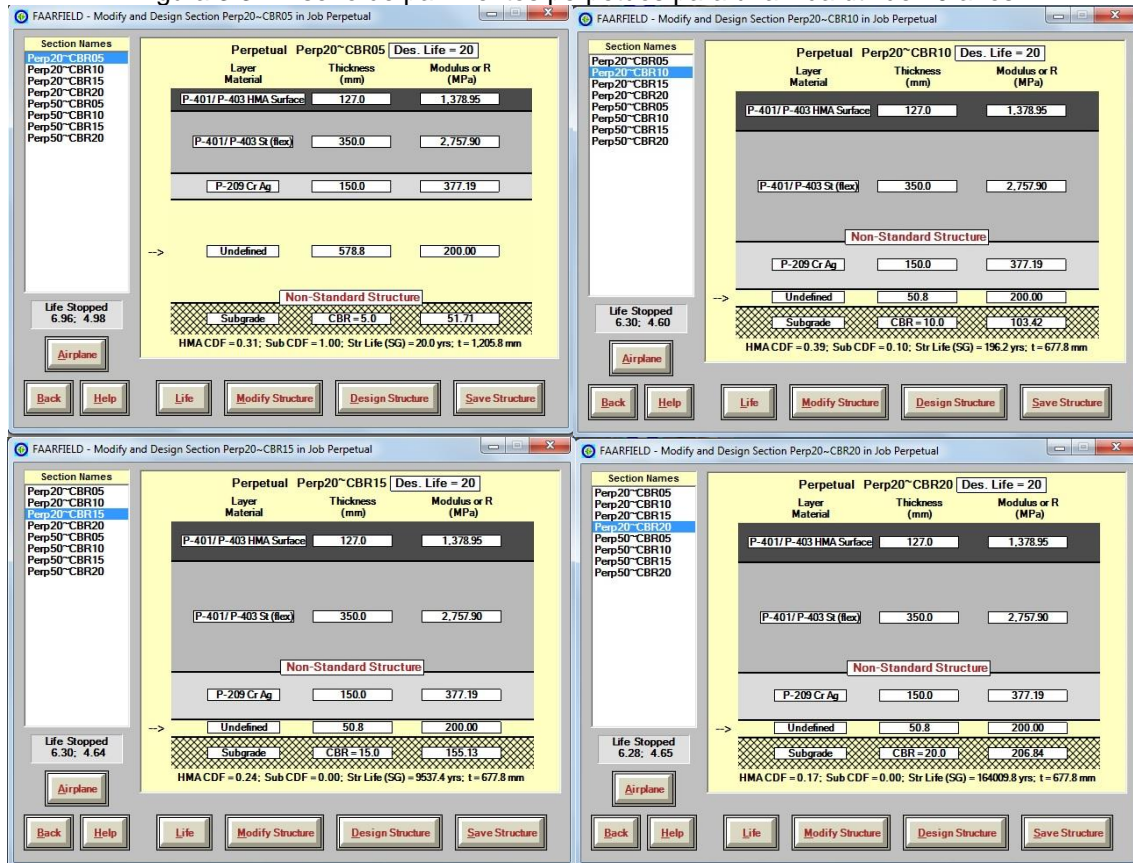 FAARFIELD - Modify and Design Section Perp20~CBR05 in Job Perpetual
Section Names
Perp20~CBR05
Perp20~CBR10
Perp20~CBR15
Perp20~CBR20
Perp50~CBR05
Perp50~CBR10
Perp50~CBR15
Perp50~CBR20
Perpetual Perp20~CBR05 Des. Life = 20
Layer Material Thickness (mm) Modulus or R (MPa)
P-401/ P-403 HMA Surface 127.0 1,378.95
P-401/ P-403 St (flex) 350.0 2,757.90
P-209 Cr Ag 150.0 377.19
--> Undefined 578.8 200.00
Non-Standard Structure
Subgrade CBR = 5.0 51.71
HMA CDF = 0.31; Sub CDF = 1.00; Str Life (SG) = 20.0 yrs; t = 1,205.8 mm
Life Stopped
6.96; 4.98
Airplane
Back Help Life Modify Structure Design Structure Save Structure
FAARFIELD - Modify and Design Section Perp20~CBR10 in Job Perpetual
Section Names
Perp20~CBR05
Perp20~CBR10
Perp20~CBR15
Perp20~CBR20
Perp50~CBR05
Perp50~CBR10
Perp50~CBR15
Perp50~CBR20
Perpetual Perp20~CBR10 Des. Life = 20
Layer Material Thickness (mm) Modulus or R (MPa)
P-401/ P-403 HMA Surface 127.0 1,378.95
P-401/ P-403 St (flex) 350.0 2,757.90
Non-Standard Structure
P-209 Cr Ag 150.0 377.19
--> Undefined 50.8 200.00
Subgrade CBR = 10.0 103.42
HMA CDF = 0.39; Sub CDF = 0.10; Str Life (SG) = 196.2 yrs; t = 677.8 mm
Life Stopped
6.30; 4.60
Airplane
Back Help Life Modify Structure Design Structure Save Structure
FAARFIELD - Modify and Design Section Perp20~CBR15 in Job Perpetual
Section Names
Perp20~CBR05
Perp20~CBR10
Perp20~CBR15
Perp20~CBR20
Perp50~CBR05
Perp50~CBR10
Perp50~CBR15
Perp50~CBR20
Perpetual Perp20~CBR15 Des. Life = 20
Layer Material Thickness (mm) Modulus or R (MPa)
P-401/ P-403 HMA Surface 127.0 1,378.95
P-401/ P-403 St (flex) 350.0 2,757.90
Non-Standard Structure
P-209 Cr Ag 150.0 377.19
--> Undefined 50.8 200.00
Subgrade CBR = 15.0 155.13
HMA CDF = 0.24; Sub CDF = 0.00; Str Life (SG) = 9537.4 yrs; t = 677.8 mm
Life Stopped
6.30; 4.64
Airplane
Back Help Life Modify Structure Design Structure Save Structure
FAARFIELD - Modify and Design Section Perp20~CBR20 in Job Perpetual
Section Names
Perp20~CBR05
Perp20~CBR10
Perp20~CBR15
Perp20~CBR20
Perp50~CBR05
Perp50~CBR10
Perp50~CBR15
Perp50~CBR20
Perpetual Perp20~CBR20 Des. Life = 20
Layer Material Thickness (mm) Modulus or R (MPa)
P-401/ P-403 HMA Surface 127.0 1,378.95
P-401/ P-403 St (flex) 350.0 2,757.90
Non-Standard Structure
P-209 Cr Ag 150.0 377.19
--> Undefined 50.8 200.00
Subgrade CBR = 20.0 206.84
HMA CDF = 0.17; Sub CDF = 0.00; Str Life (SG) = 164009.8 yrs; t = 677.8 mm
Life Stopped
6.28; 4.65
Airplane
Back Help Life Modify Structure Design Structure Save Structure